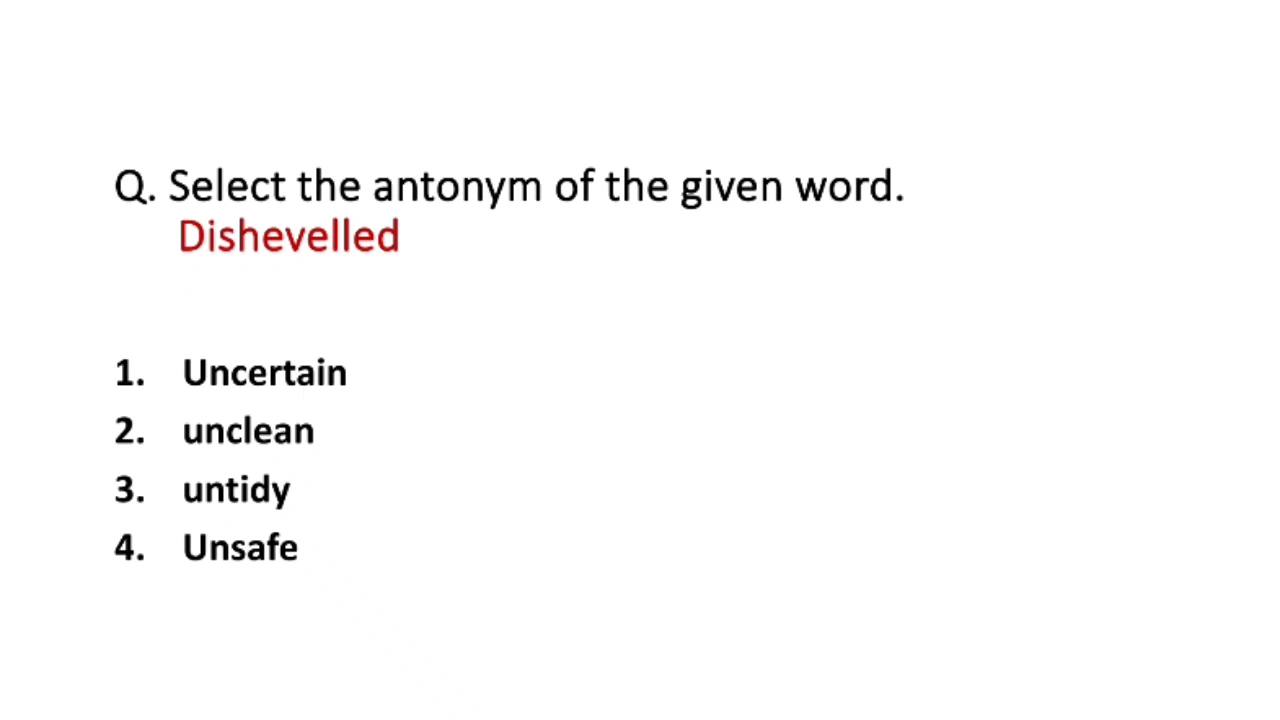 Q. Select the antonym of the given word.
Dishevelled
1. Uncertain
2. unclean
3. untidy
4. Unsafe